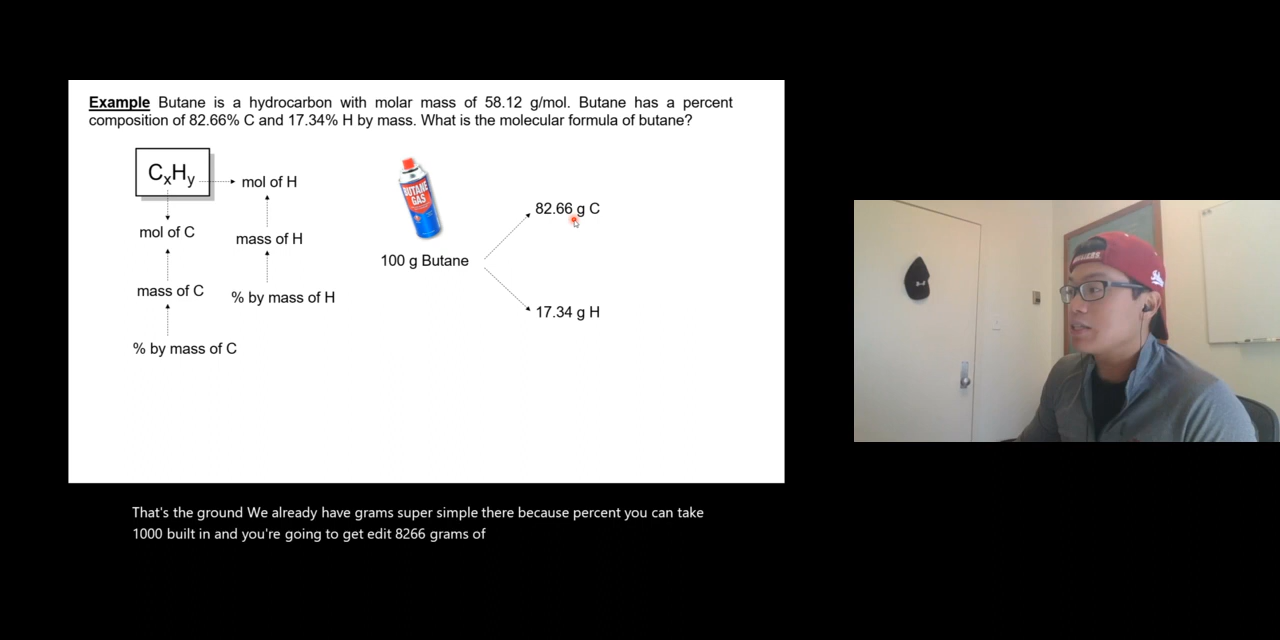 Example Butane is a hydrocarbon with molar mass of 58.12 g/mol. Butane has a percent
composition of 82.66% C and 17.34% H by mass. What is the molecular formula of butane?
CxHy
mol of H
mol of C
mass of H
mass of C
% by mass of H
% by mass of C
BUTANE
GAS
100 g Butane
82.66 g C
17.34 g H
That's the ground We already have grams super simple there because percent you can take
1000 built in and you're going to get edit 8266 grams of